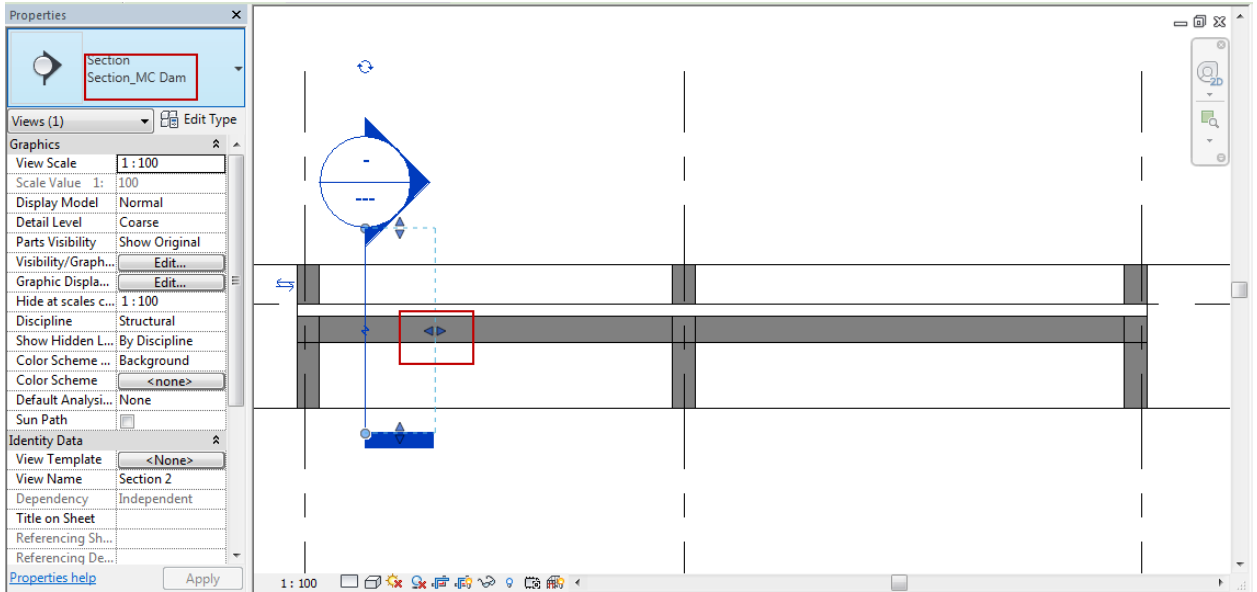 Properties
Section
Section_MC Dam
Views (1) Edit Type
Graphics
View Scale 1 : 100
Scale Value 1: 100
Display Model Normal
Detail Level Coarse
Parts Visibility Show Original
Visibility/Graph... Edit...
Graphic Displa... Edit...
Hide at scales c... 1 : 100
Discipline Structural
Show Hidden L... By Discipline
Color Scheme ... Background
Color Scheme <none>
Default Analysi... None
Sun Path
Identity Data
View Template <None>
View Name Section 2
Dependency Independent
Title on Sheet
Referencing Sh...
Referencing De...
Properties help Apply
-
---
2D
1 : 100